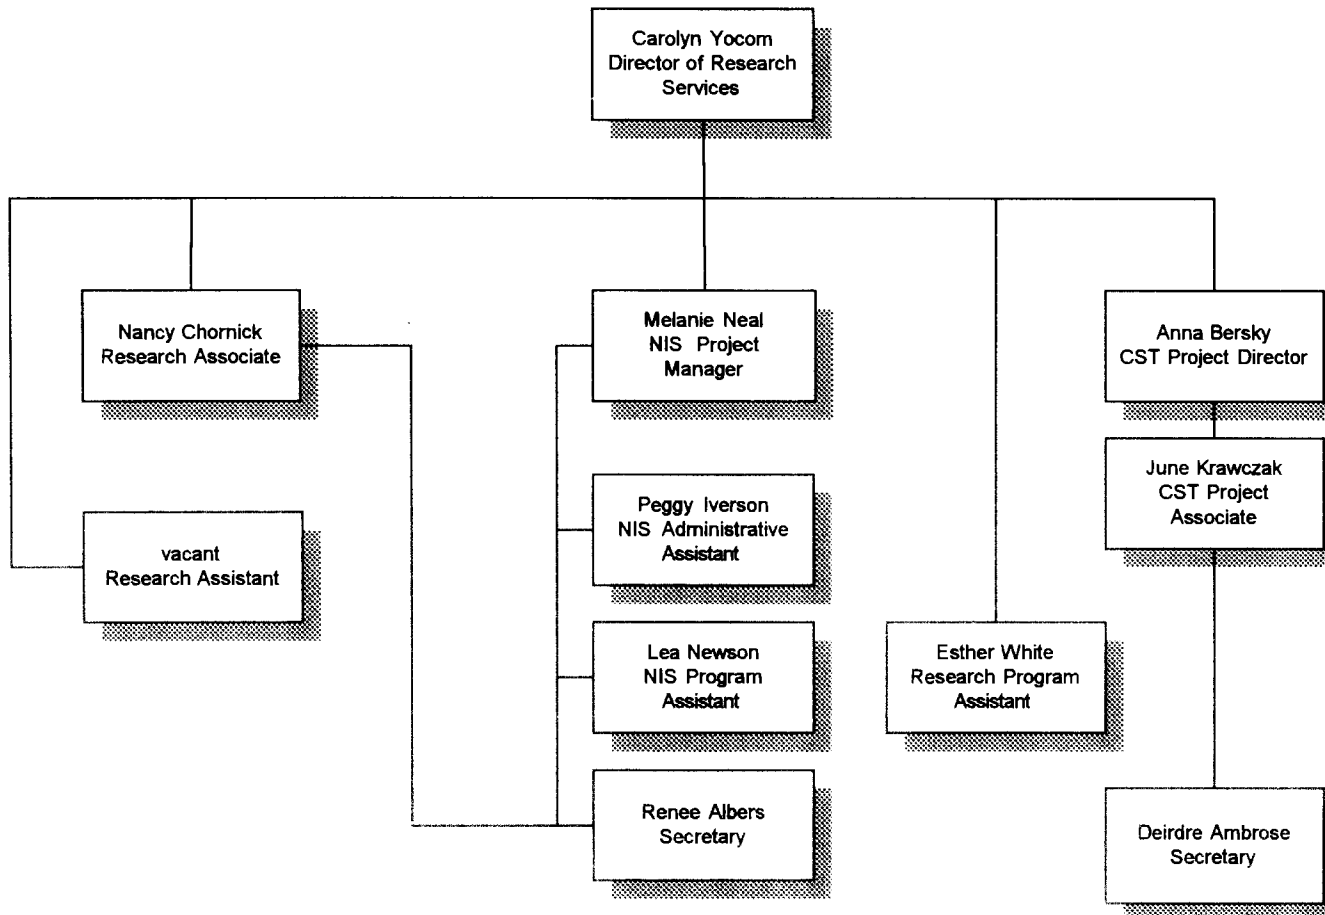 Carolyn Yocom
Director of Research
Services
Nancy Chornick
Research Associate
Melanie Neal
NIS Project
Manager
Anna Bersky
CST Project Director
June Krawczak
CST Project
Associate
Peggy Iverson
NIS Administrative
Assistant
vacant
Research Assistant
Lea Newson
NIS Program
Assistant
Esther White
Research Program
Assistant
Renee Albers
Secretary
Deirdre Ambrose
Secretary